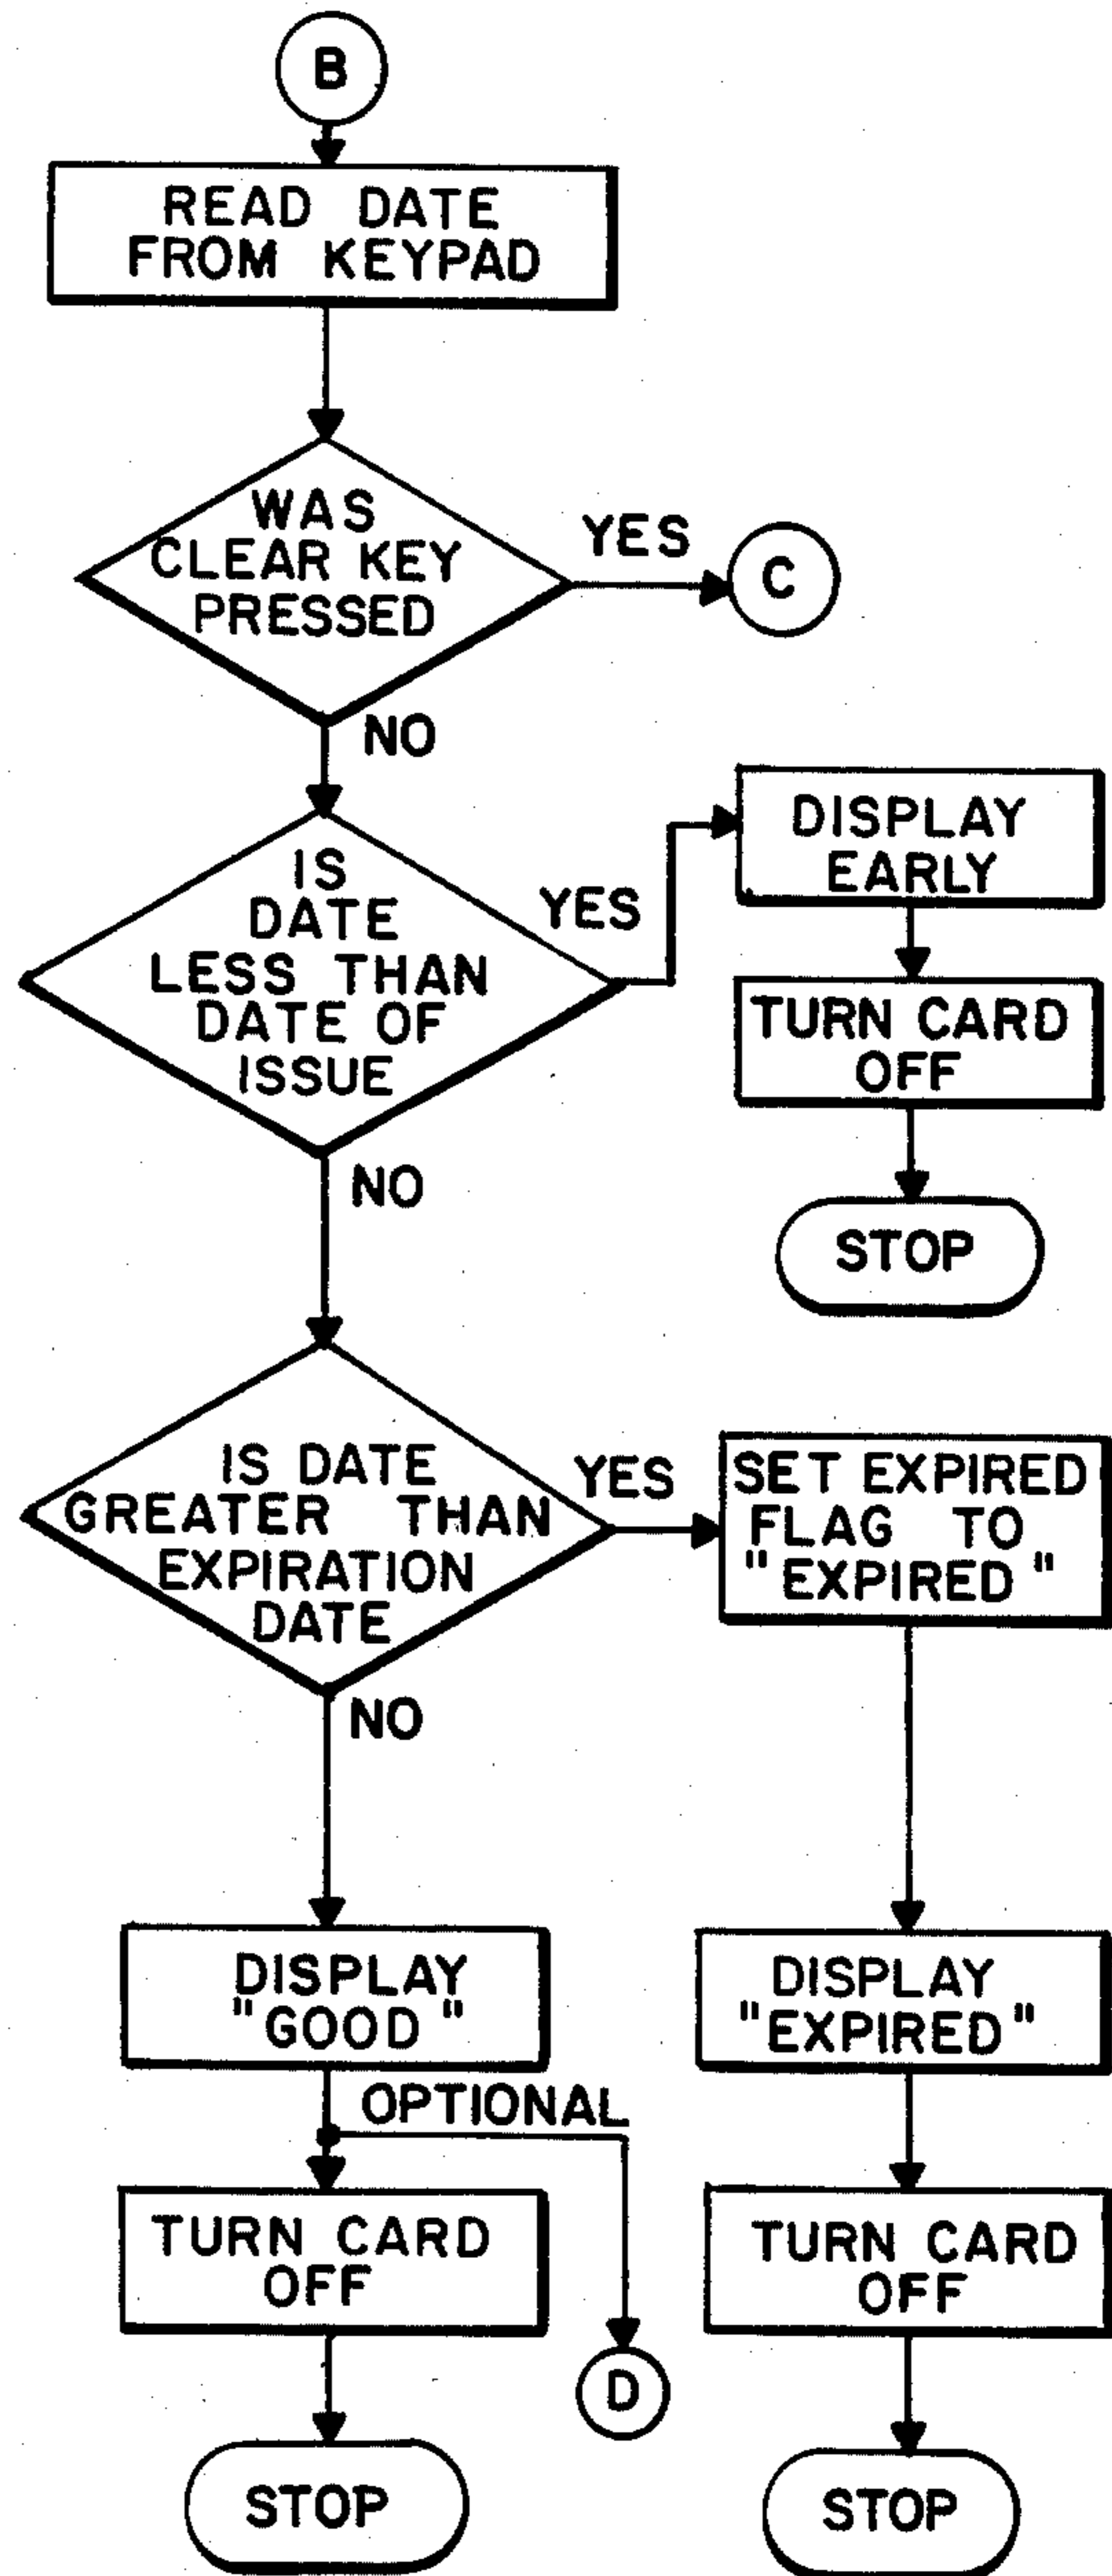 B
READ DATE
FROM KEYPAD
WAS
CLEAR KEY
PRESSED
YES
C
NO
IS
DATE
LESS THAN
DATE OF
ISSUE
YES
DISPLAY
EARLY
TURN CARD
OFF
STOP
NO
IS DATE
GREATER THAN
EXPIRATION
DATE
YES
SET EXPIRED
FLAG TO
"EXPIRED"
NO
DISPLAY
"GOOD"
DISPLAY
"EXPIRED"
OPTIONAL
TURN CARD
OFF
D
TURN CARD
OFF
STOP
STOP